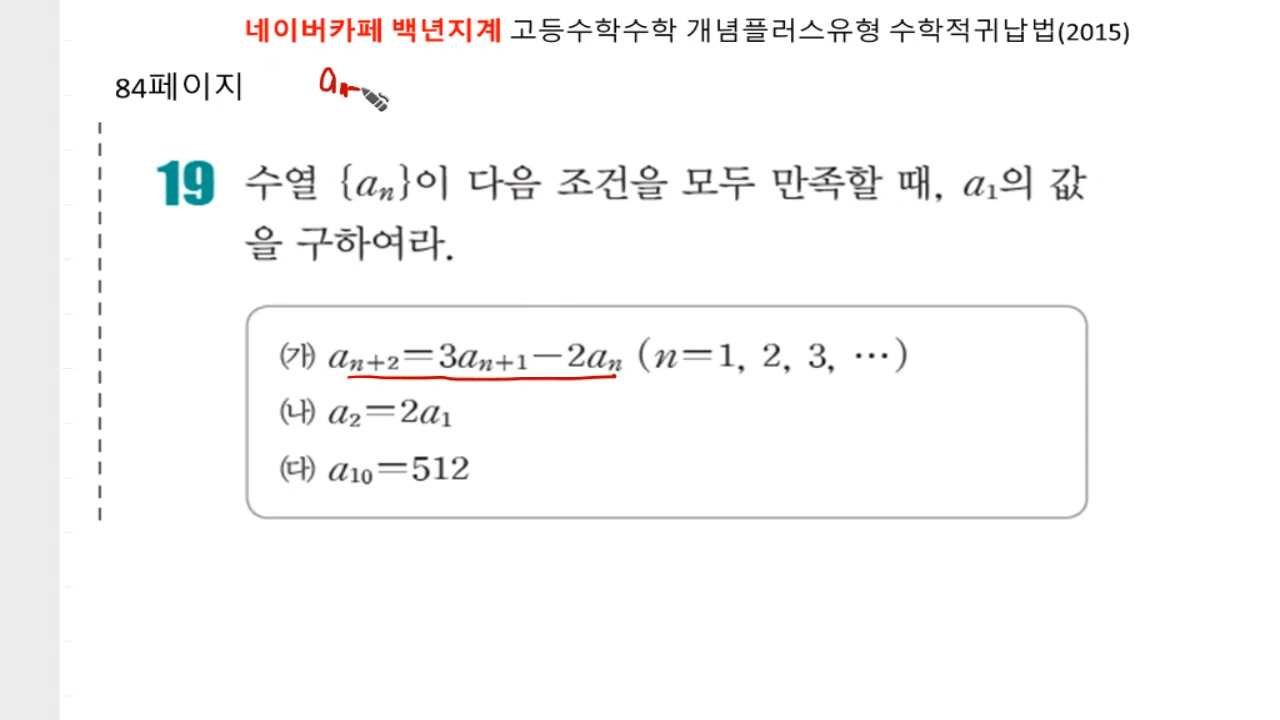 네이버카페 백년지계 고등수학수학 개념플러스유형 수학적귀납법(2015)
84페이지 a
19 수열 {aₙ}이 다음 조건을 모두 만족할 때, a₁의 값
을 구하여라.
㈎ aₙ₊₂=3aₙ₊₁−2aₙ (n=1, 2, 3, ⋯)
㈏ a₂=2a₁
㈐ a₁₀=512